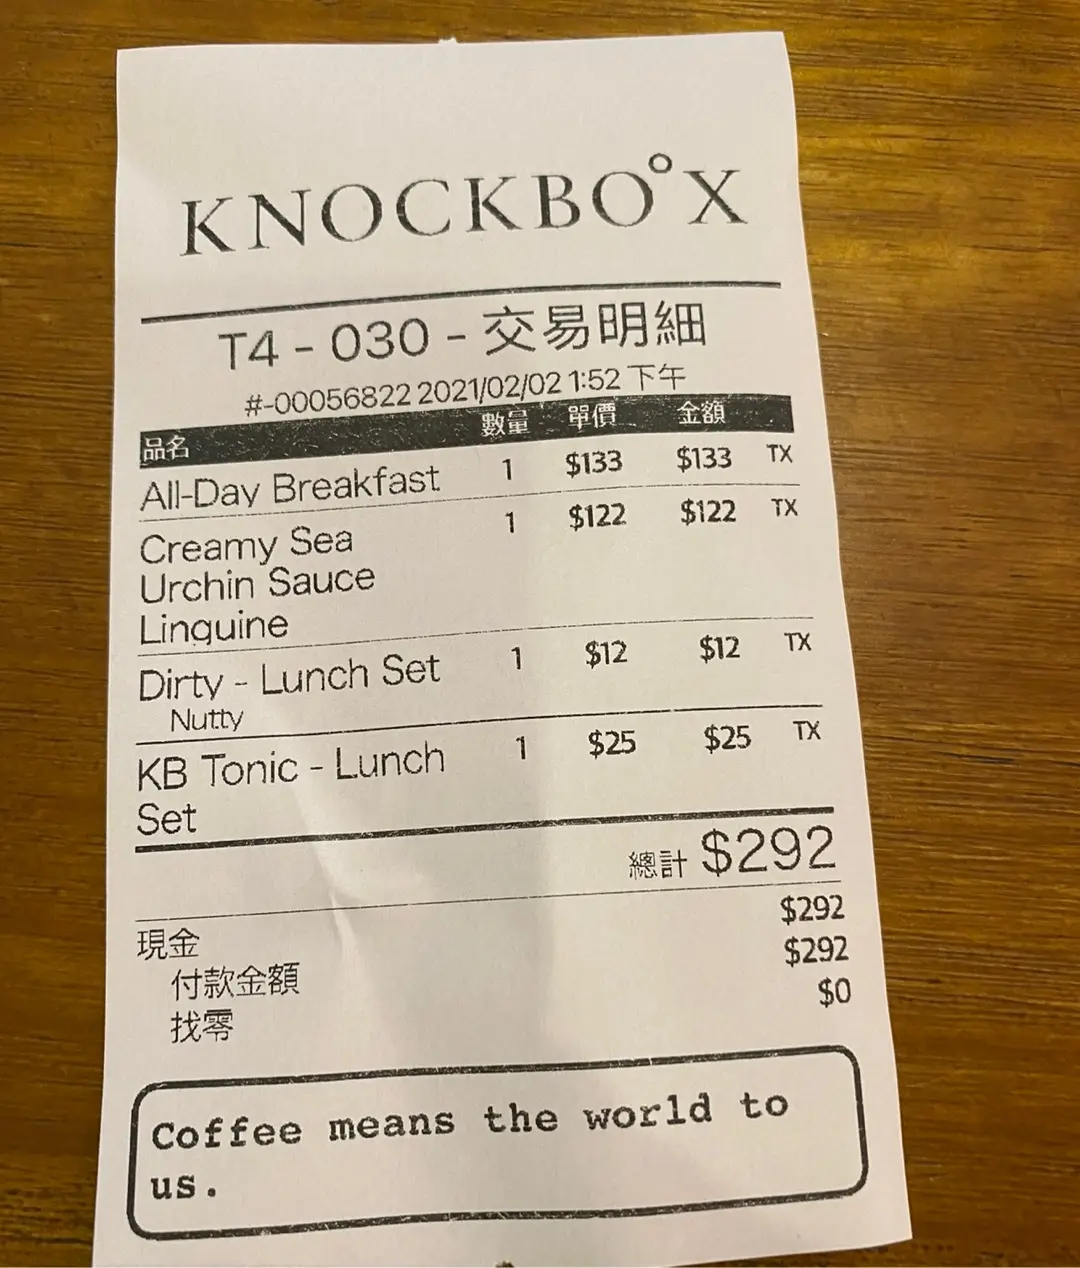 KNOCKBO°X
T4 - 030 - 交易明細
#-00056822 2021/02/02 1:52 下午
品名 數量 單價 金額
All-Day Breakfast 1 $133 $133 TX
Creamy Sea 1 $122 $122 TX
Urchin Sauce
Linguine
Dirty - Lunch Set 1 $12 $12 TX
Nutty
KB Tonic - Lunch 1 $25 $25 TX
Set
總計 $292
現金 $292
付款金額 $292
找零 $0
Coffee means the world to
us.